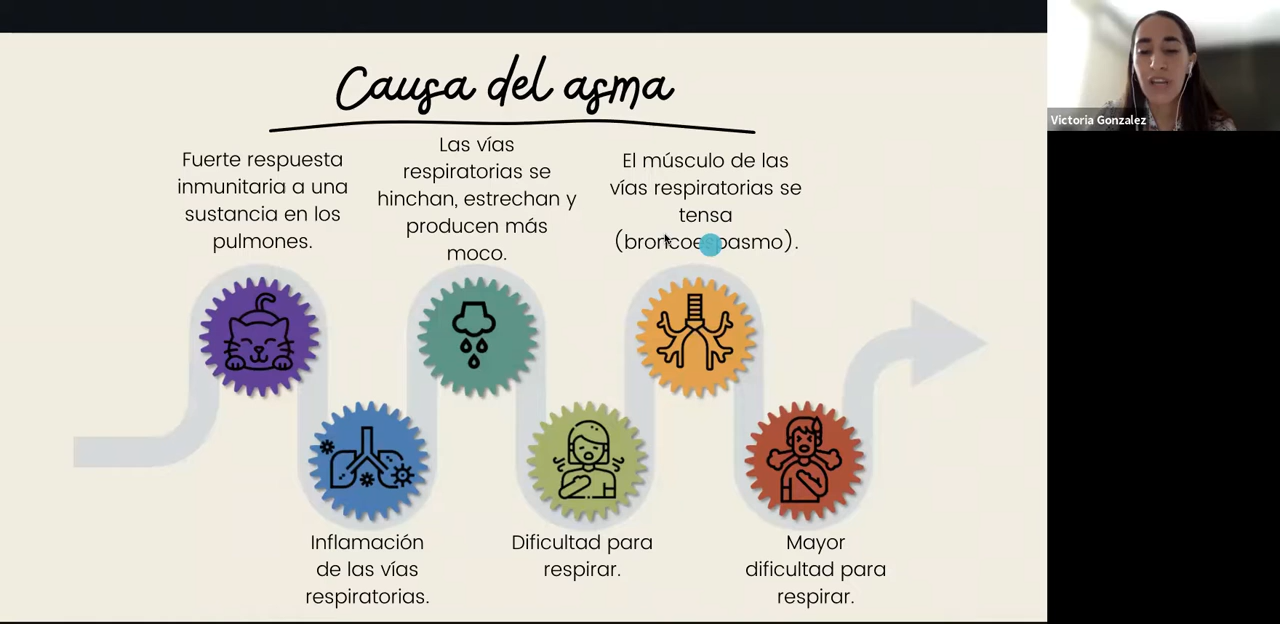 Causa del asma
Fuerte respuesta
inmunitaria a una
sustancia en los
pulmones.
Inflamación
de las vías
respiratorias.
Las vías
respiratorias se
hinchan, estrechan y
producen más
moco.
Dificultad para
respirar.
El músculo de las
vías respiratorias se
tensa
(broncoespasmo).
Mayor
dificultad para
respirar.
Victoria Gonzalez